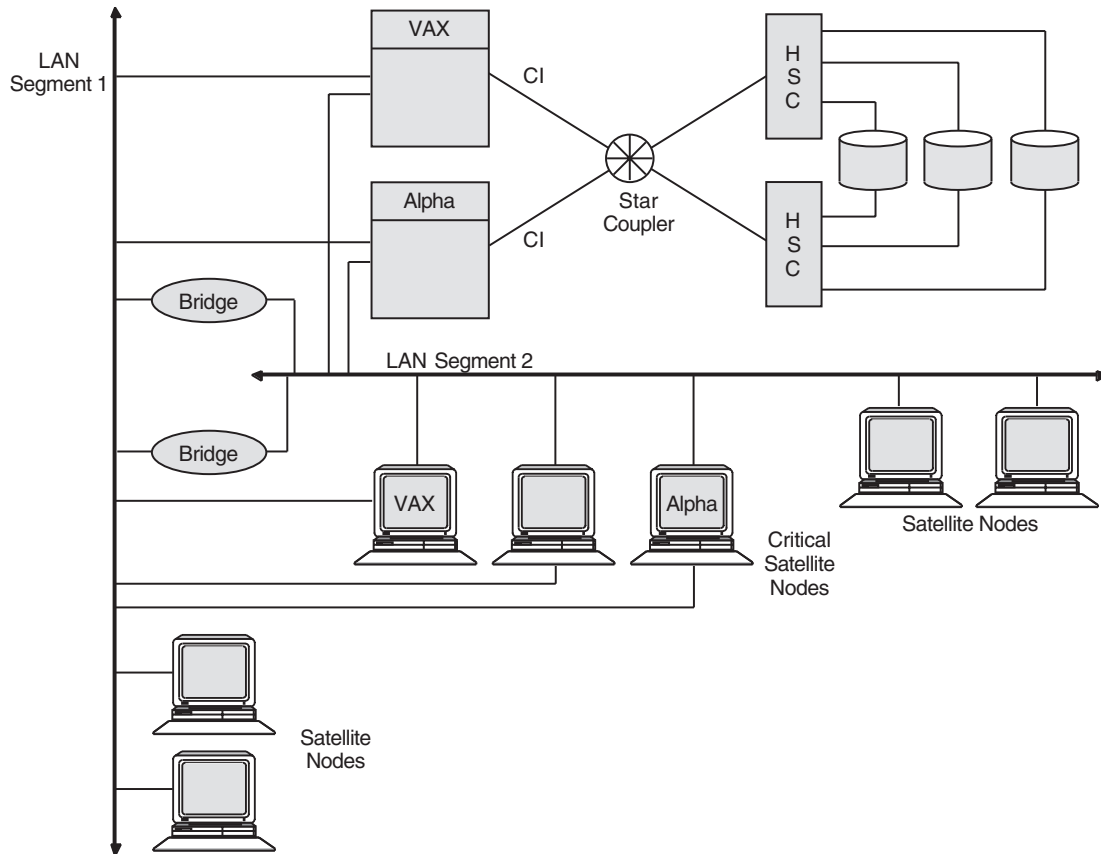 LAN
Segment 1
VAX
CI
H
S
C
Star
Coupler
Alpha
CI
H
S
C
Bridge
LAN Segment 2
Bridge
VAX
Alpha
Critical
Satellite
Nodes
Satellite Nodes
Satellite
Nodes